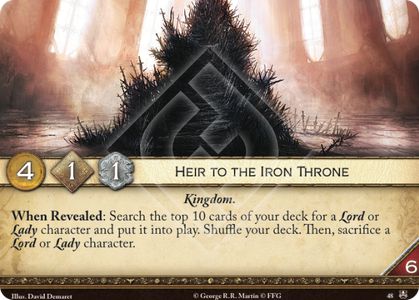 4 1 1 Heir to the Iron Throne
Kingdom.
When Revealed: Search the top 10 cards of your deck for a Lord or
Lady character and put it into play. Shuffle your deck. Then, sacrifice a
Lord or Lady character.
6
Illus. David Demaret © George R.R. Martin © FFG 48